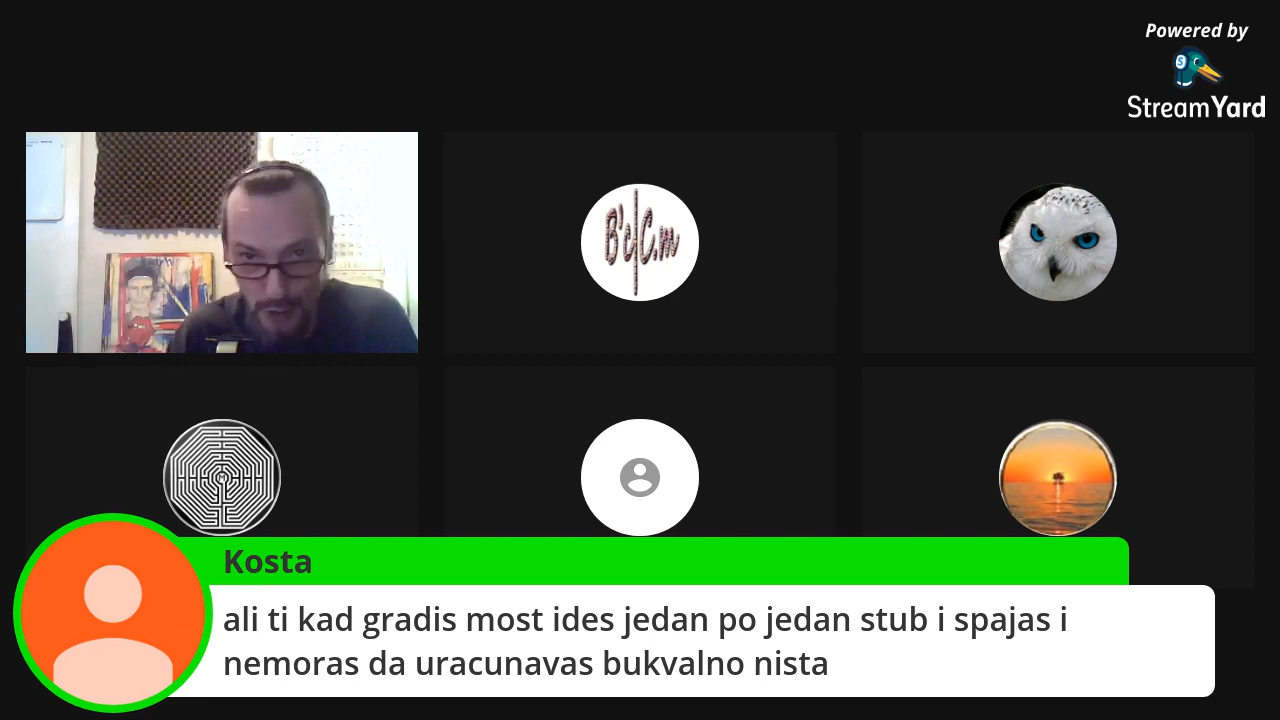 Powered by
StreamYard
B'c C.m
Kosta
ali ti kad gradis most ides jedan po jedan stub i spajas i
nemoras da uracunavas bukvalno nista